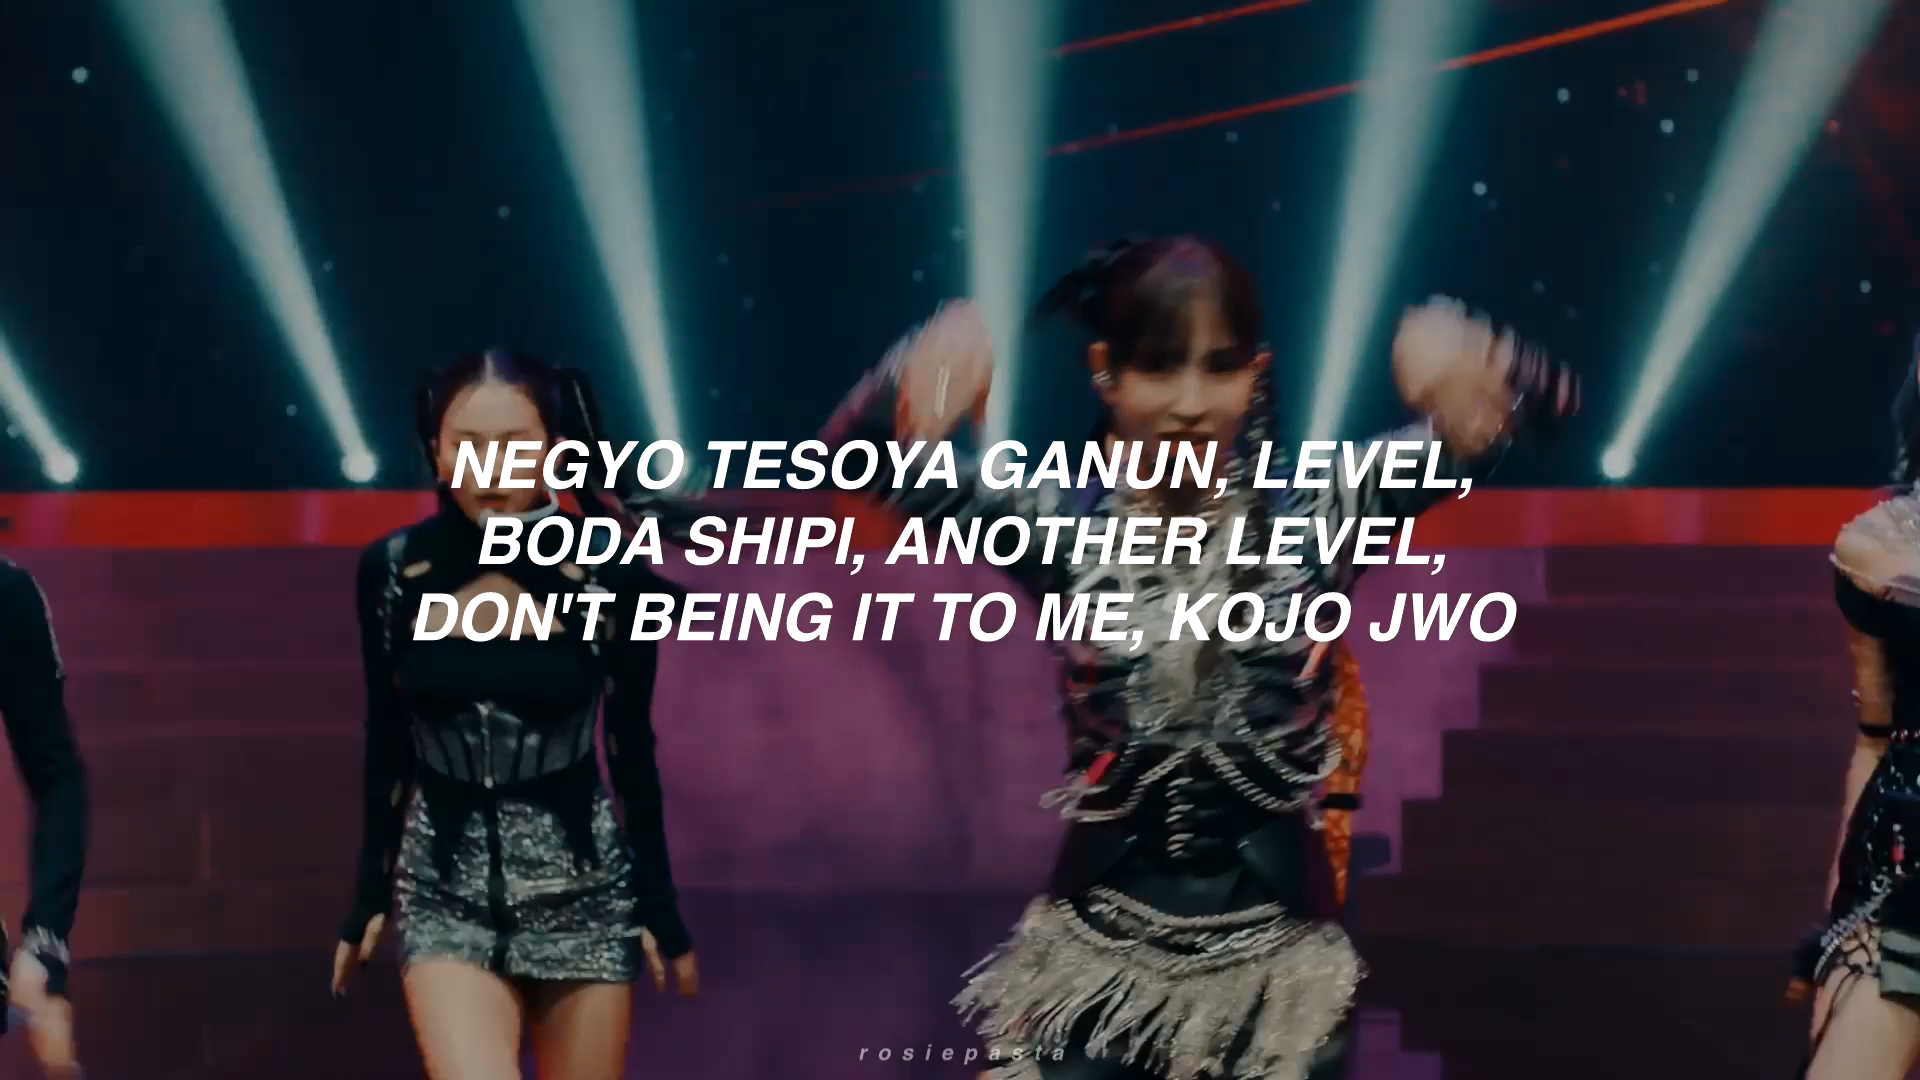 NEGYO TESOYA GANUN, LEVEL,
BODA SHIPI, ANOTHER LEVEL,
DON'T BEING IT TO ME, KOJO JWO
rosiepasta